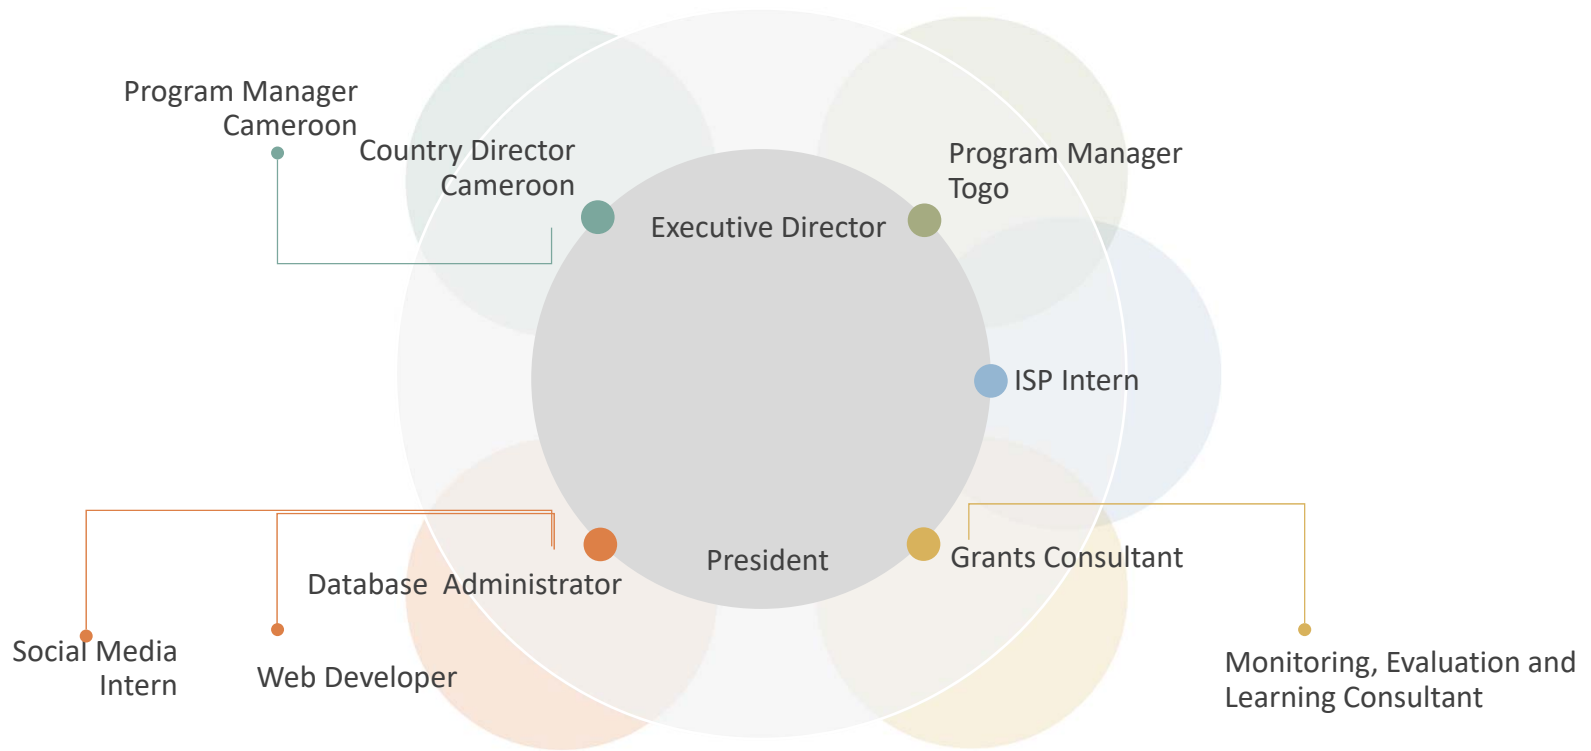 Program Manager
Cameroon
Country Director
Cameroon
Executive Director
Program Manager
Togo
ISP Intern
President
Grants Consultant
Database  Administrator
Social Media
Intern
Web Developer
Monitoring, Evaluation and
Learning Consultant